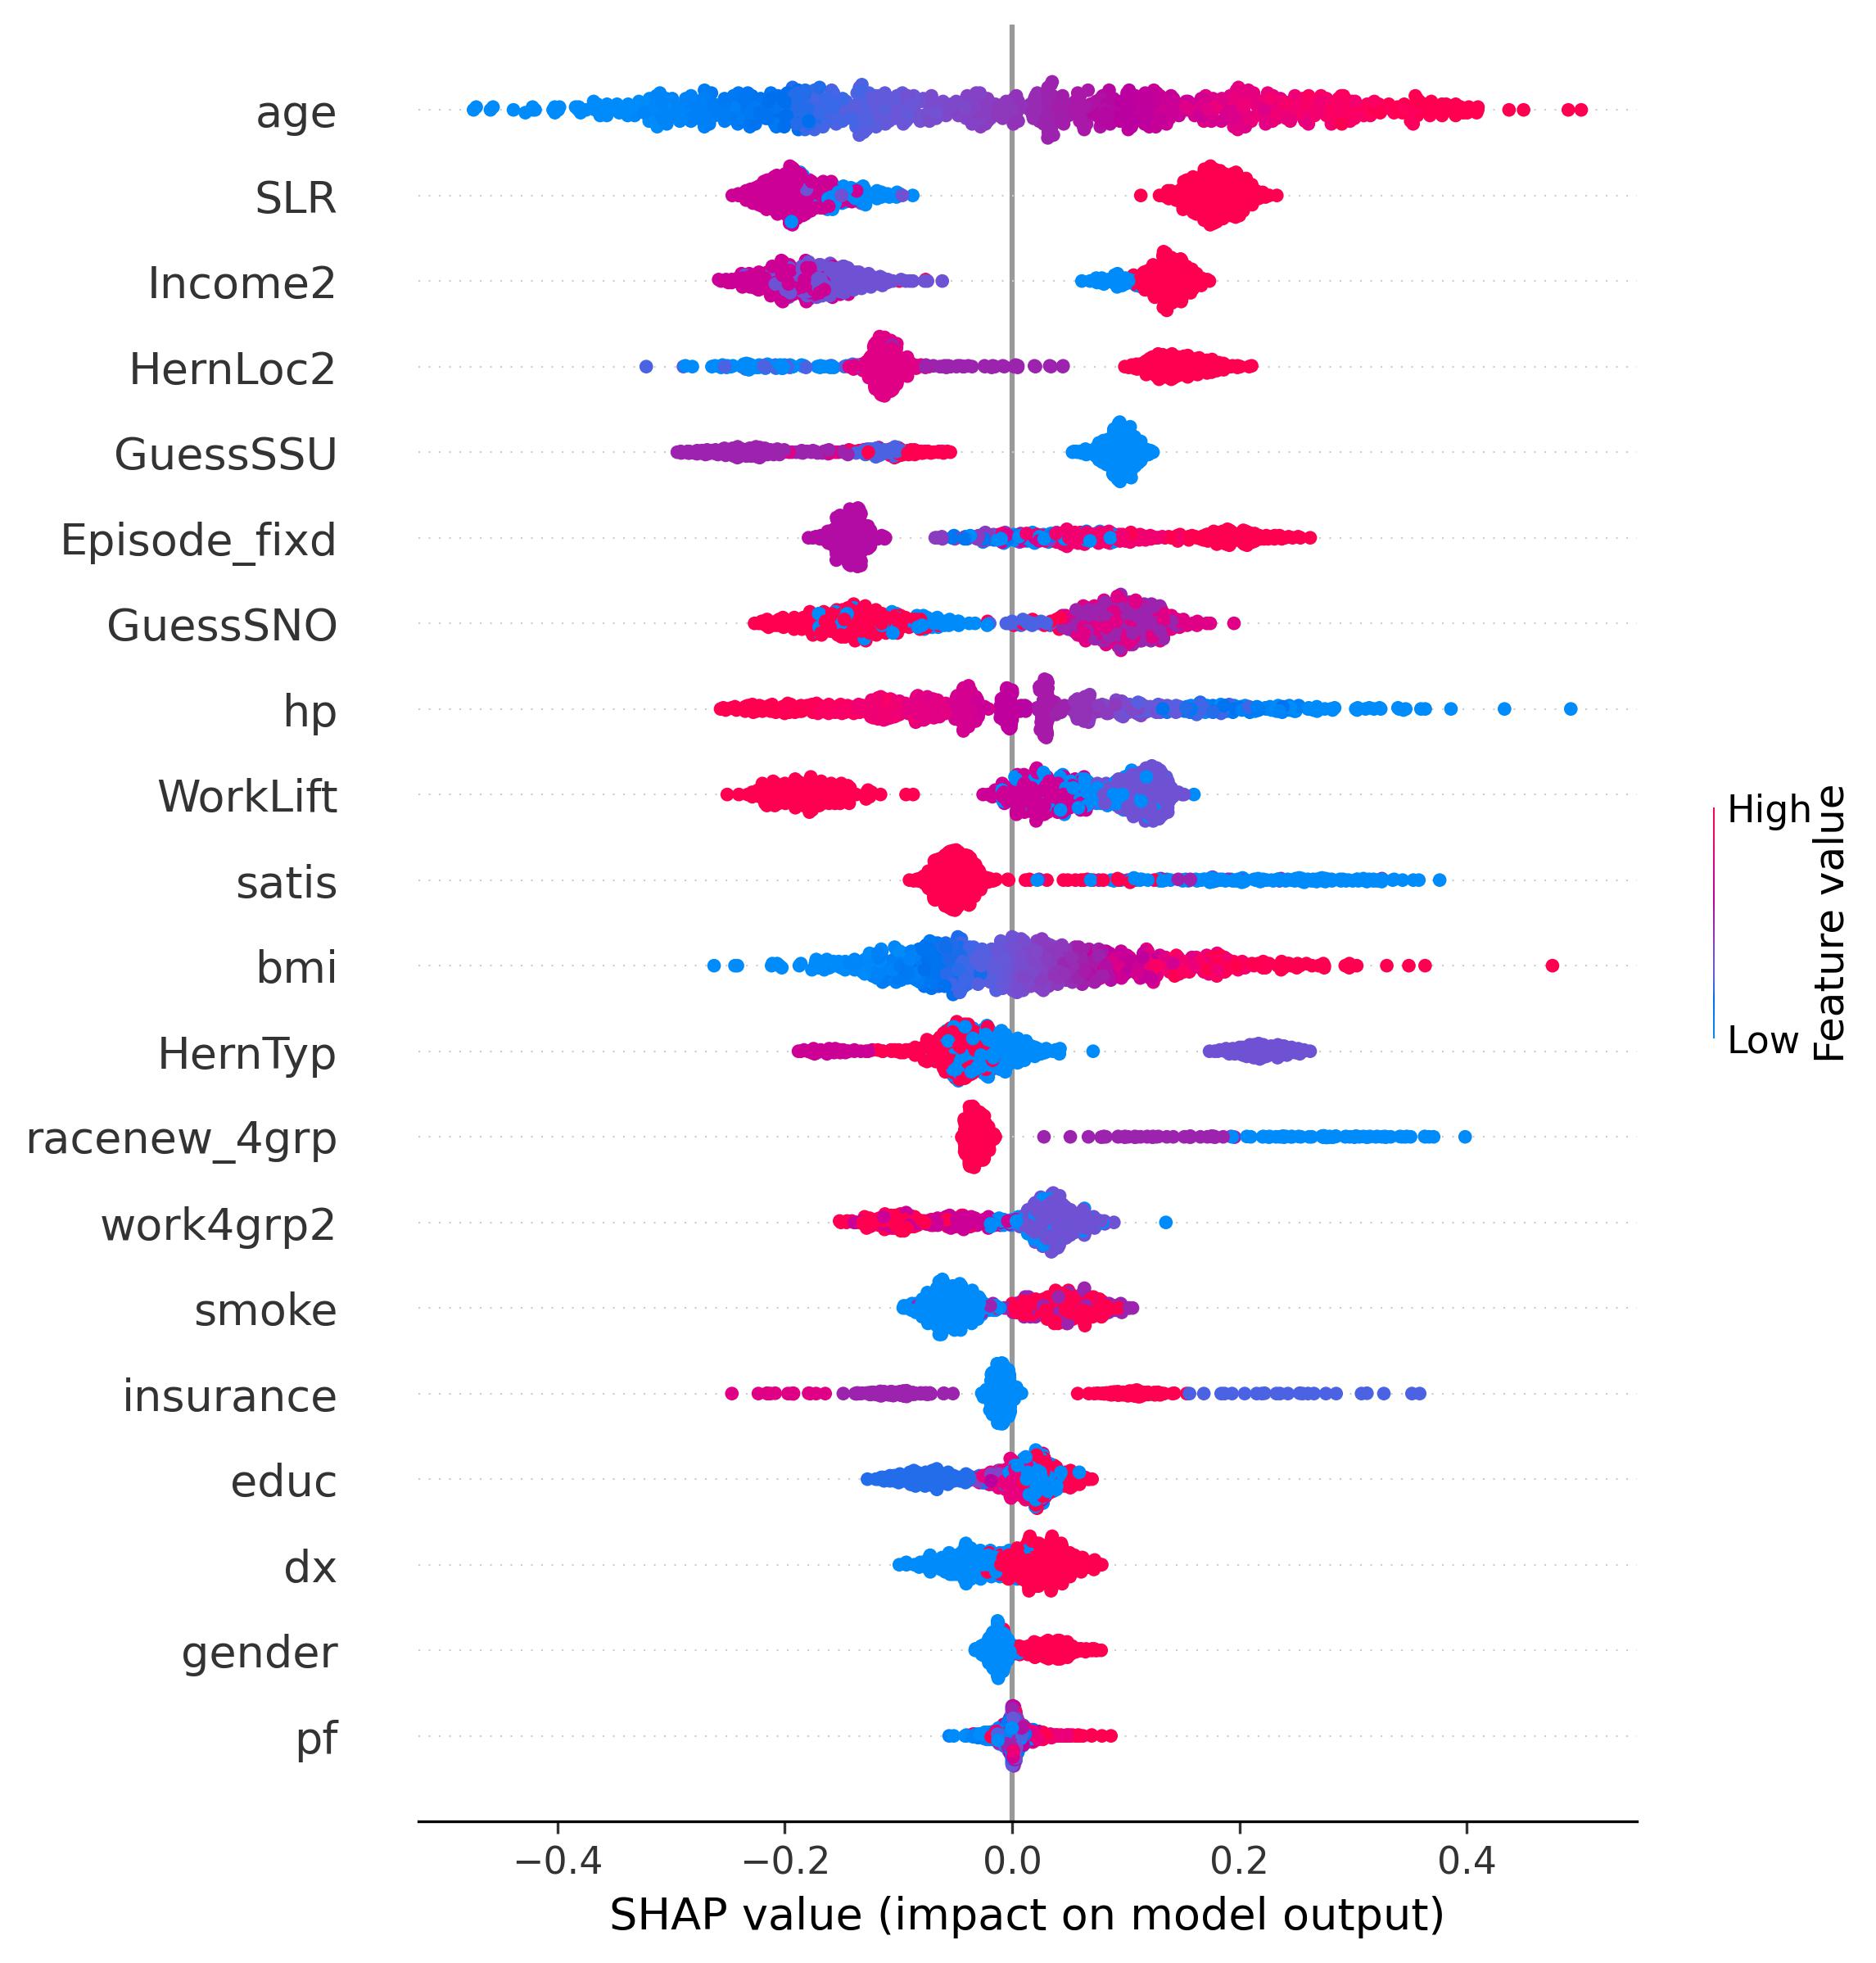 age
SLR
Income2
HernLoc2
GuessSSU
Episode_fixd
GuessSNO
hp
WorkLift
satis
bmi
HernTyp
racenew_4grp
work4grp2
smoke
insurance
educ
dx
gender
pf
High
Low
Feature value
−0.4 −0.2 0.0 0.2 0.4
SHAP value (impact on model output)